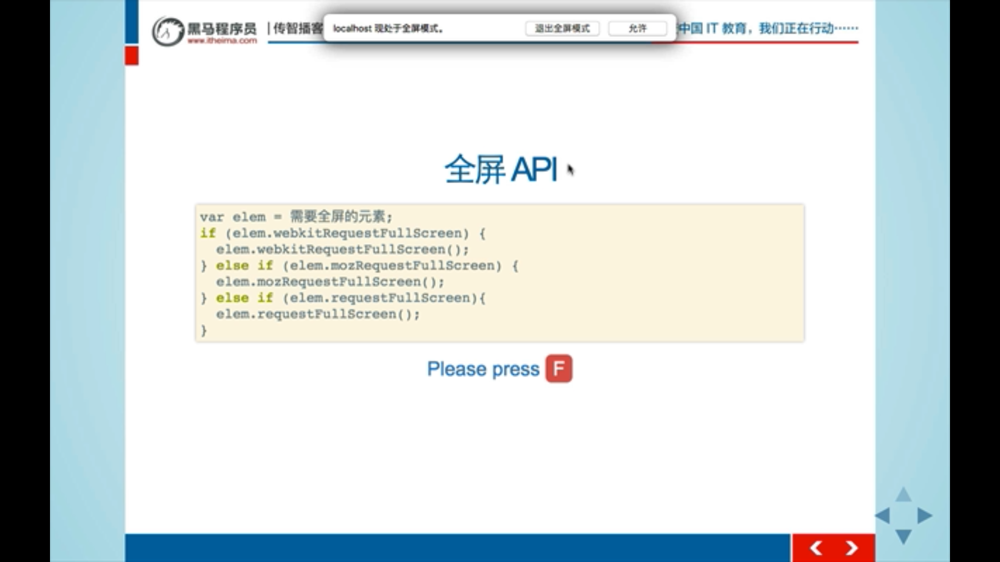 黑马程序员
www.itheima.com
传智播客
localhost 现处于全屏模式。
退出全屏模式
允许
中国 IT 教育，我们正在行动……
全屏 API
var elem = 需要全屏的元素;
if (elem.webkitRequestFullScreen) {
  elem.webkitRequestFullScreen();
} else if (elem.mozRequestFullScreen) {
  elem.mozRequestFullScreen();
} else if (elem.requestFullScreen){
  elem.requestFullScreen();
}
Please press F